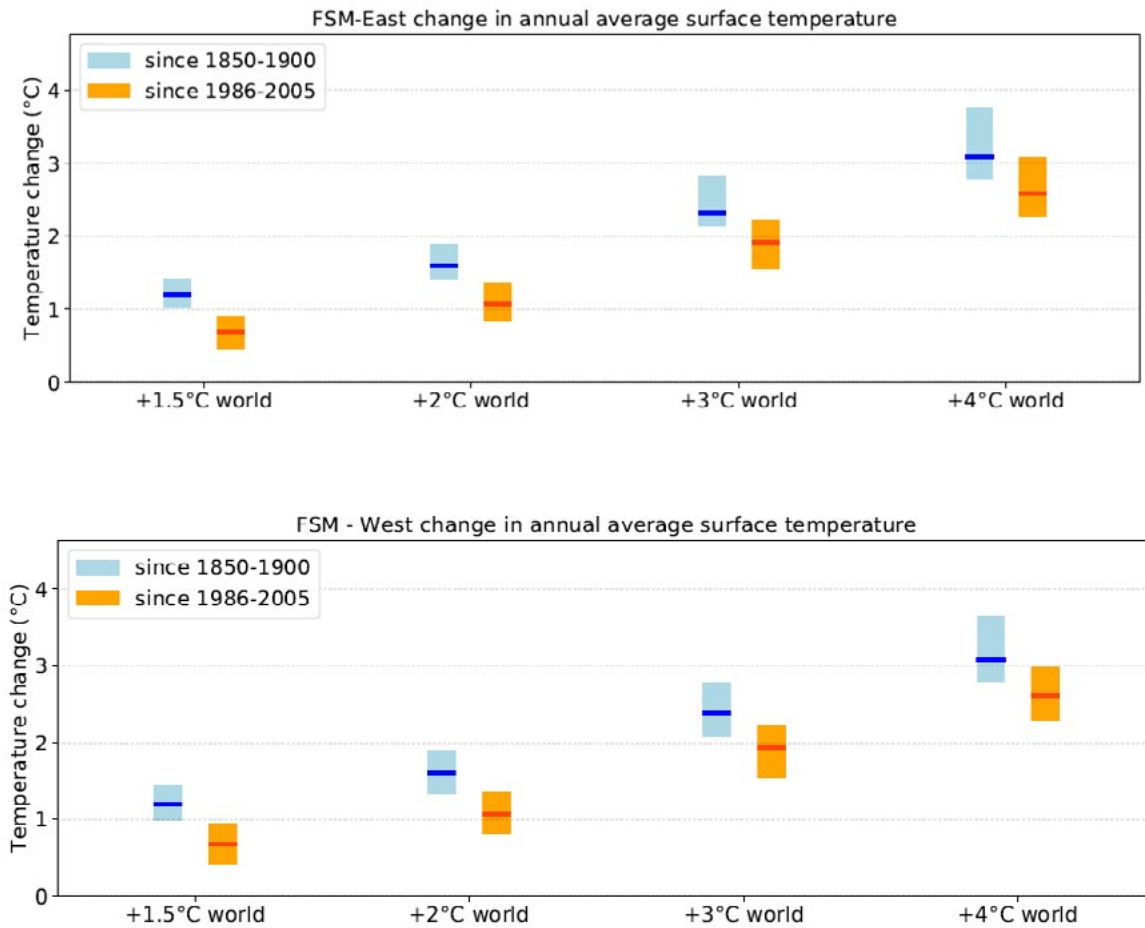 FSM-East change in annual average surface temperature
since 1850-1900
since 1986-2005
Temperature change (°C)
4
3
2
1
0
+1.5°C world
+2°C world
+3°C world
+4°C world
FSM - West change in annual average surface temperature
since 1850-1900
since 1986-2005
Temperature change (°C)
4
3
2
1
0
+1.5°C world
+2°C world
+3°C world
+4°C world